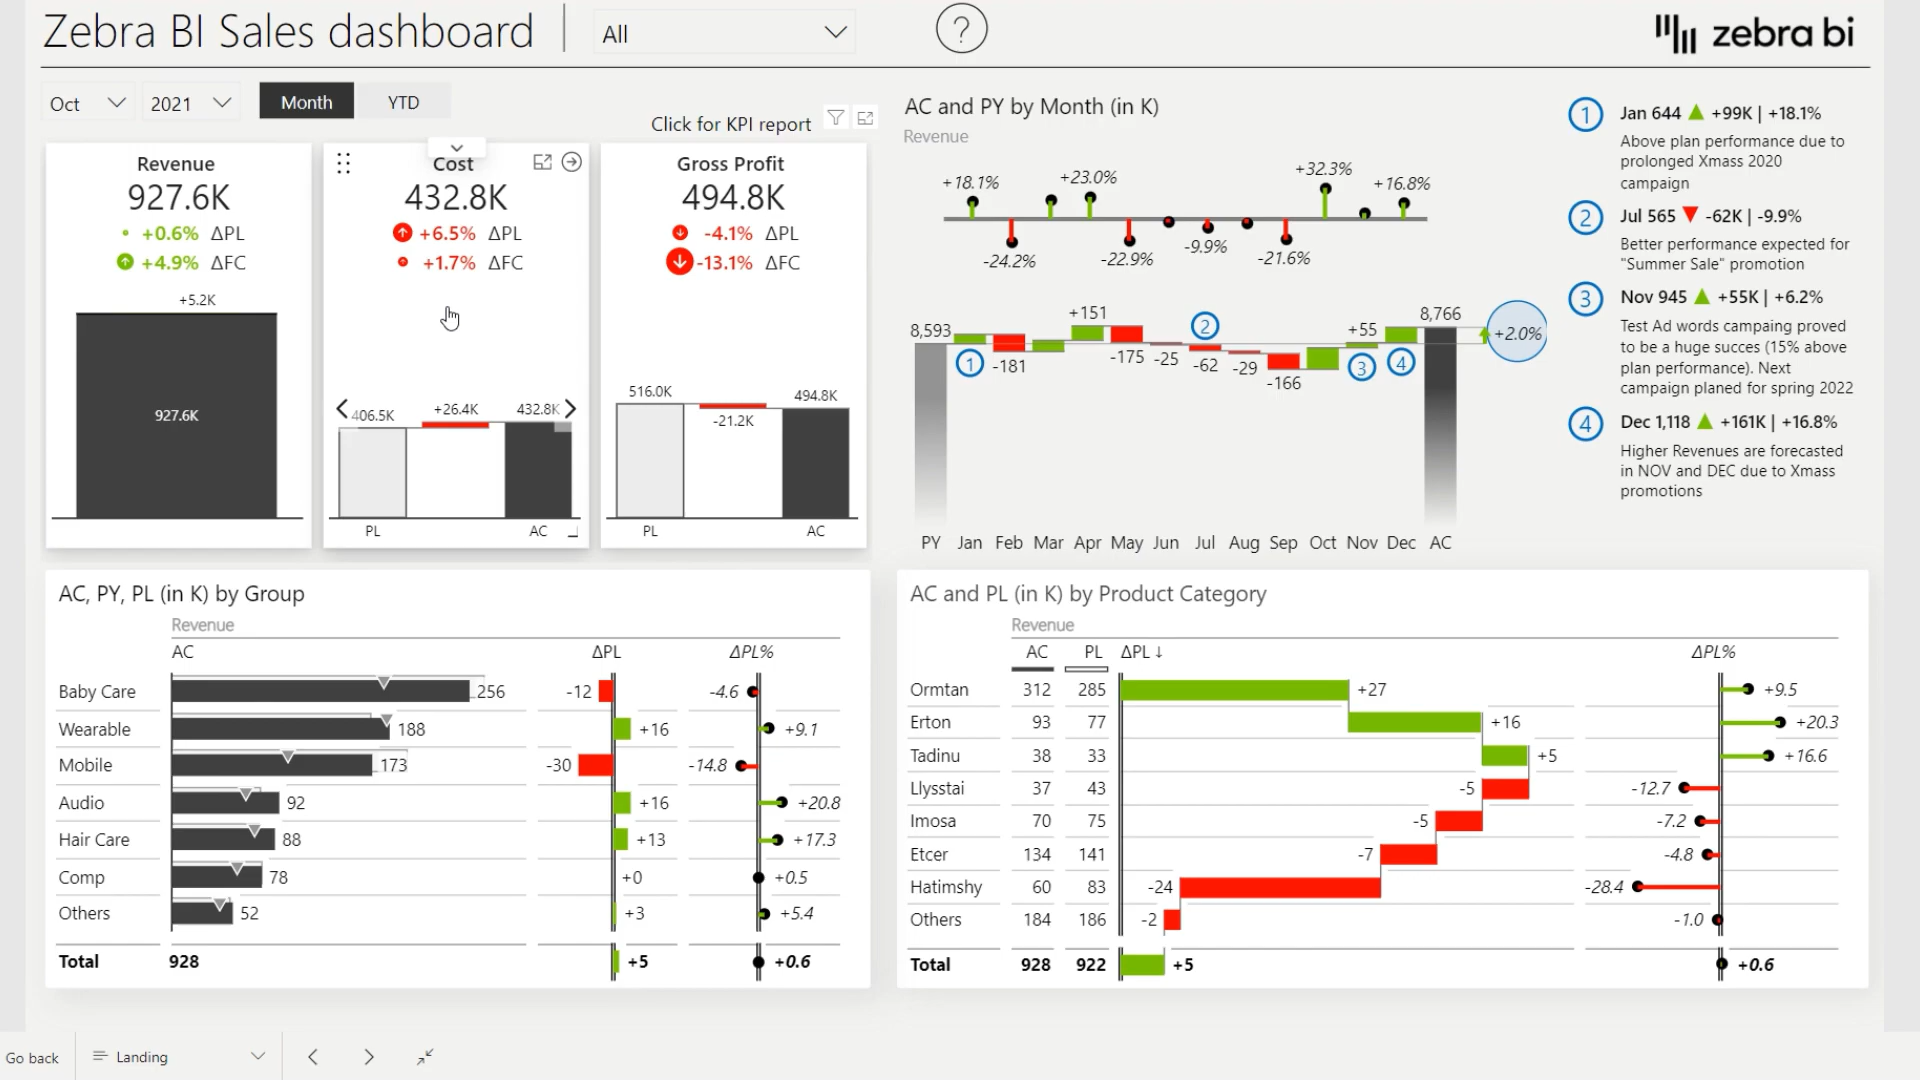 Zebra BI Sales dashboard
All
?
zebra bi
Oct
2021
Month
YTD
Click for KPI report
Revenue
927.6K
+0.6% ΔPL
+4.9% ΔFC
+5.2K
927.6K
Cost
432.8K
+6.5% ΔPL
+1.7% ΔFC
406.5K
+26.4K
432.8K
PL
AC
Gross Profit
494.8K
-4.1% ΔPL
-13.1% ΔFC
516.0K
-21.2K
494.8K
PL
AC
AC and PY by Month (in K)
Revenue
+18.1%
-24.2%
+23.0%
-22.9%
-9.9%
-21.6%
+32.3%
+16.8%
8,593
1
-181
+151
-175
-25
2
-62
-29
-166
+55
3
4
8,766
+2.0%
PY Jan Feb Mar Apr May Jun Jul Aug Sep Oct Nov Dec AC
1
Jan 644 ▲ +99K | +18.1%
Above plan performance due to
prolonged Xmass 2020
campaign
2
Jul 565 ▼ -62K | -9.9%
Better performance expected for
"Summer Sale" promotion
3
Nov 945 ▲ +55K | +6.2%
Test Ad words campaing proved
to be a huge succes (15% above
plan performance). Next
campaign planed for spring 2022
4
Dec 1,118 ▲ +161K | +16.8%
Higher Revenues are forecasted
in NOV and DEC due to Xmass
promotions
AC, PY, PL (in K) by Group
Revenue
AC ΔPL ΔPL%
Baby Care 256 -12 -4.6
Wearable 188 +16 +9.1
Mobile 173 -30 -14.8
Audio 92 +16 +20.8
Hair Care 88 +13 +17.3
Comp 78 +0 +0.5
Others 52 +3 +5.4
Total 928 +5 +0.6
AC and PL (in K) by Product Category
Revenue
AC PL ΔPL ↓ ΔPL%
Ormtan 312 285 +27 +9.5
Erton 93 77 +16 +20.3
Tadinu 38 33 +5 +16.6
Llysstai 37 43 -5 -12.7
Imosa 70 75 -5 -7.2
Etcer 134 141 -7 -4.8
Hatimshy 60 83 -24 -28.4
Others 184 186 -2 -1.0
Total 928 922 +5 +0.6
Go back
Landing